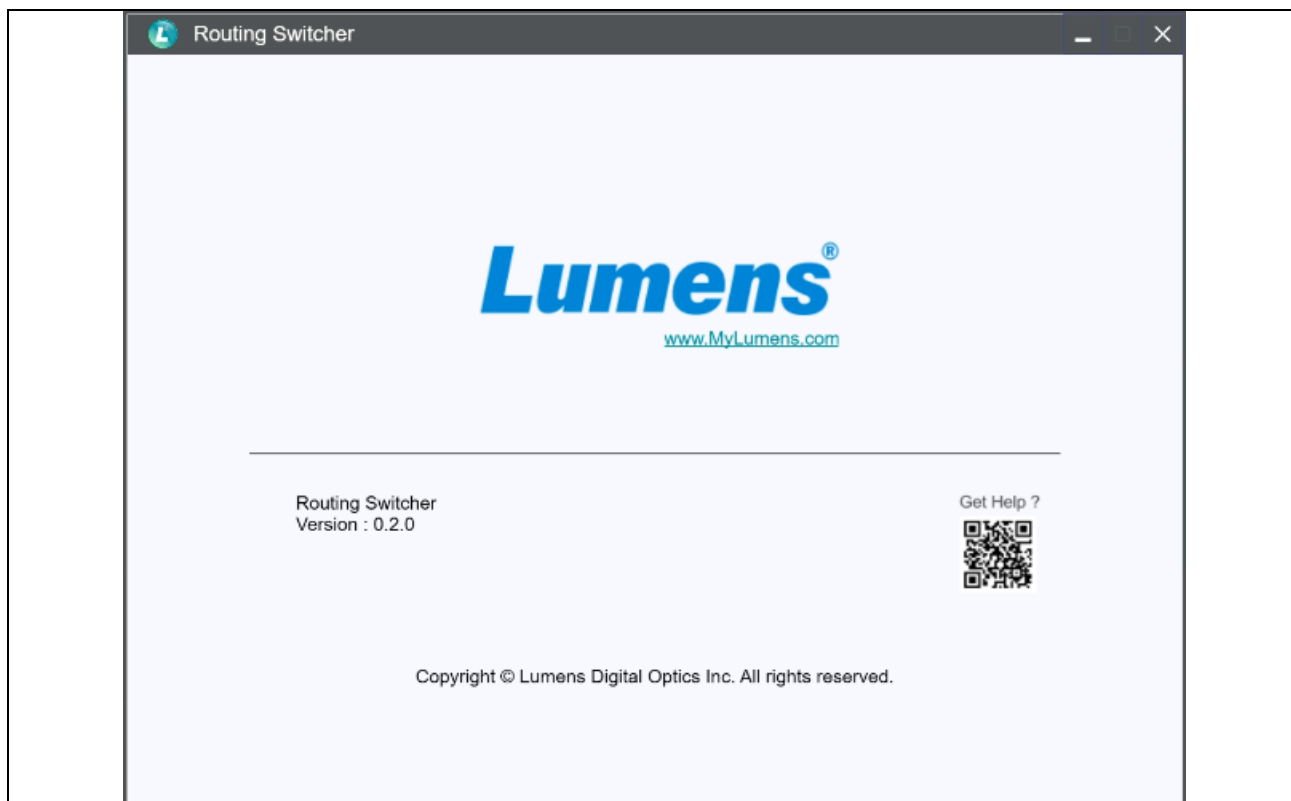 Routing Switcher
Lumens®
www.MyLumens.com
Routing Switcher
Version : 0.2.0
Get Help ?
Copyright © Lumens Digital Optics Inc. All rights reserved.